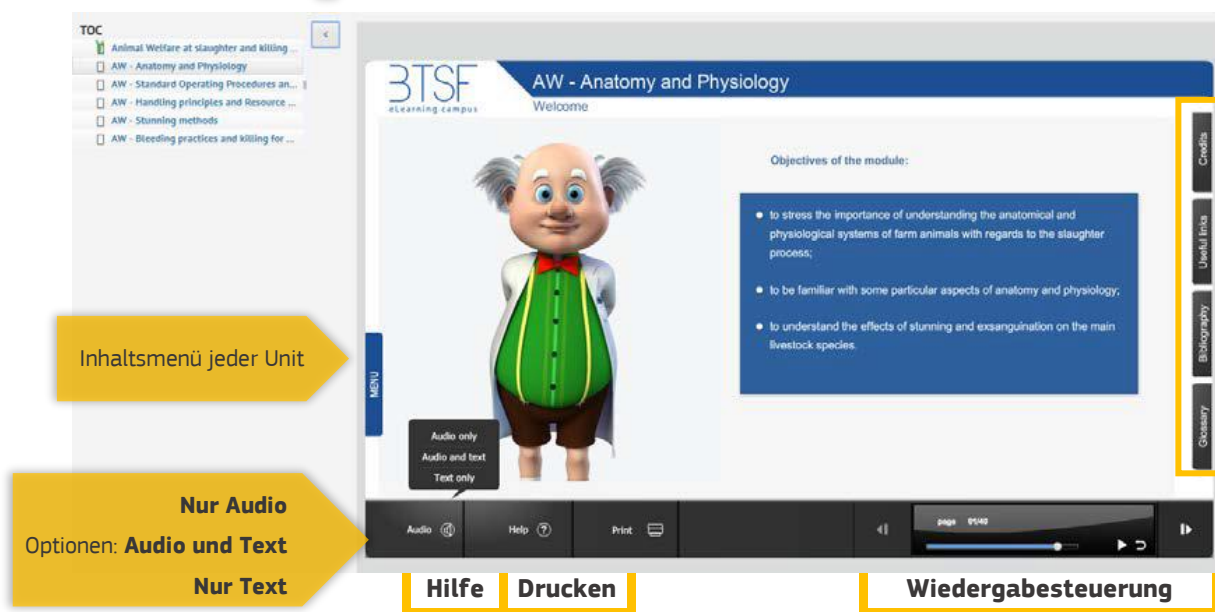 TOC
Animal Welfare at slaughter and killing ...
AW - Anatomy and Physiology
AW - Standard Operating Procedures an...
AW - Handling principles and Resource ...
AW - Stunning methods
AW - Bleeding practices and killing for ...
BTSF
eLearning campus
AW - Anatomy and Physiology
Welcome
Objectives of the module:
to stress the importance of understanding the anatomical and
physiological systems of farm animals with regards to the slaughter
process;
to be familiar with some particular aspects of anatomy and physiology;
to understand the effects of stunning and exsanguination on the main
livestock species.
Credits
Useful links
Bibliography
Glossary
Inhaltsmenü jeder Unit
MENU
Audio only
Audio and text
Text only
Nur Audio
Optionen: Audio und Text
Nur Text
Audio
Help ?
Print
page 01/40
Hilfe
Drucken
Wiedergabesteuerung